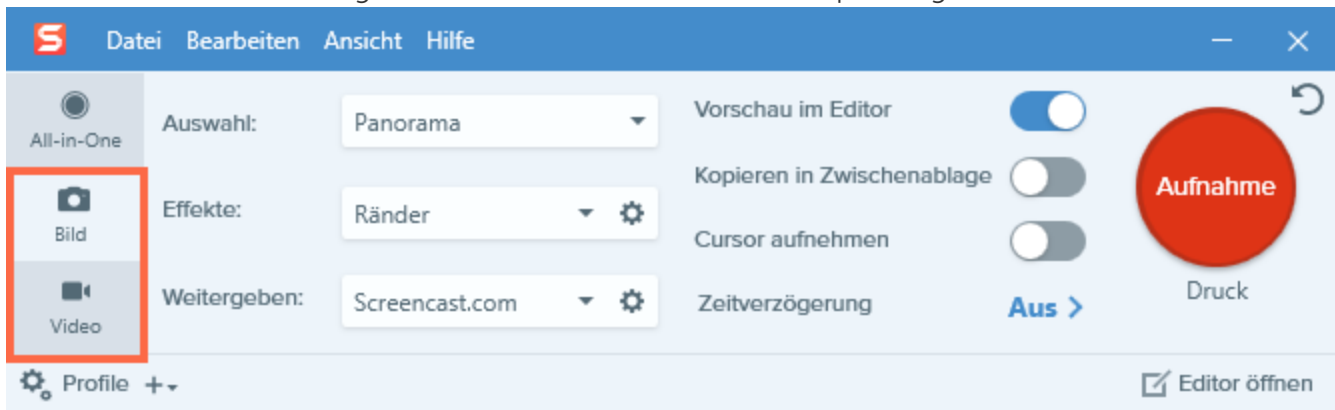 S
Datei Bearbeiten Ansicht Hilfe
All-in-One
Bild
Video
Auswahl: Panorama
Effekte: Ränder
Weitergeben: Screencast.com
Vorschau im Editor
Kopieren in Zwischenablage
Cursor aufnehmen
Zeitverzögerung Aus >
Aufnahme
Druck
Profile +
Editor öffnen